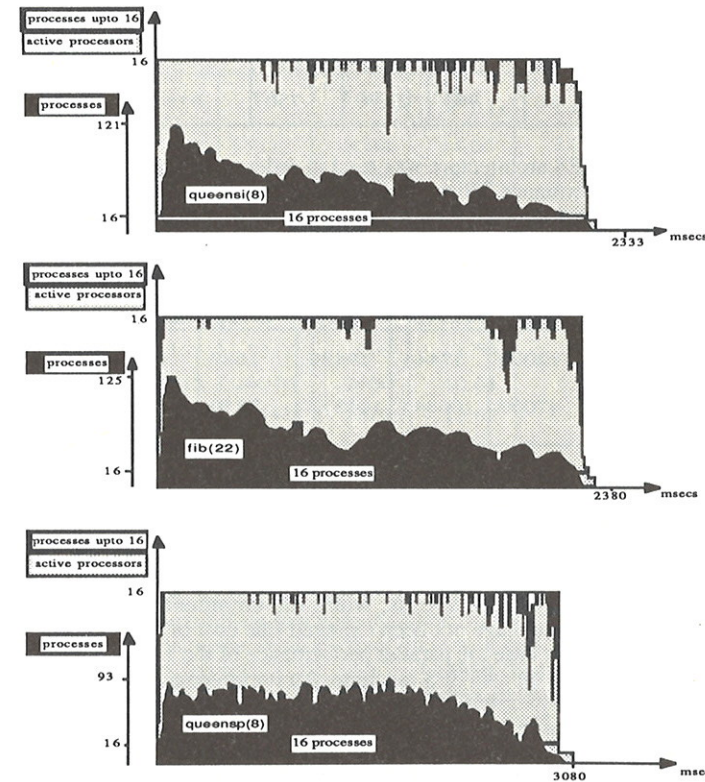 processes upto 16
active processors
16
processes
121
16
queensi(8)
16 processes
2333
msecs
processes upto 16
active processors
16
processes
125
16
fib(22)
16 processes
2380
msecs
processes upto 16
active processors
16
processes
93
16
queensp(8)
16 processes
3080
msec